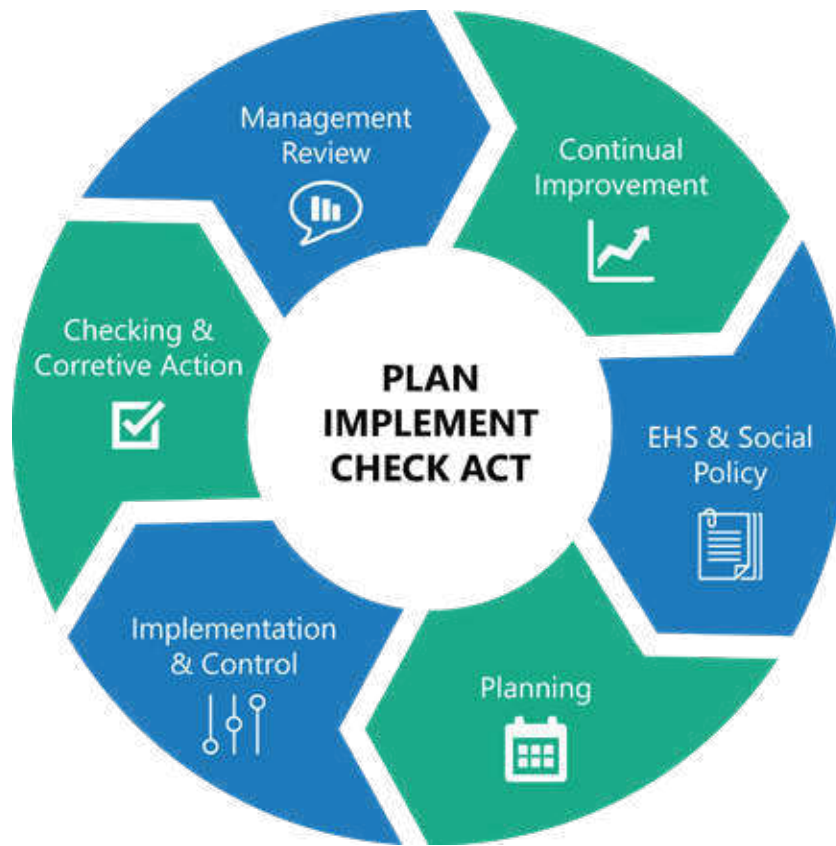 Management
Review
Continual
Improvement
Checking &
Corretive Action
PLAN
IMPLEMENT
CHECK ACT
EHS & Social
Policy
Implementation
& Control
Planning